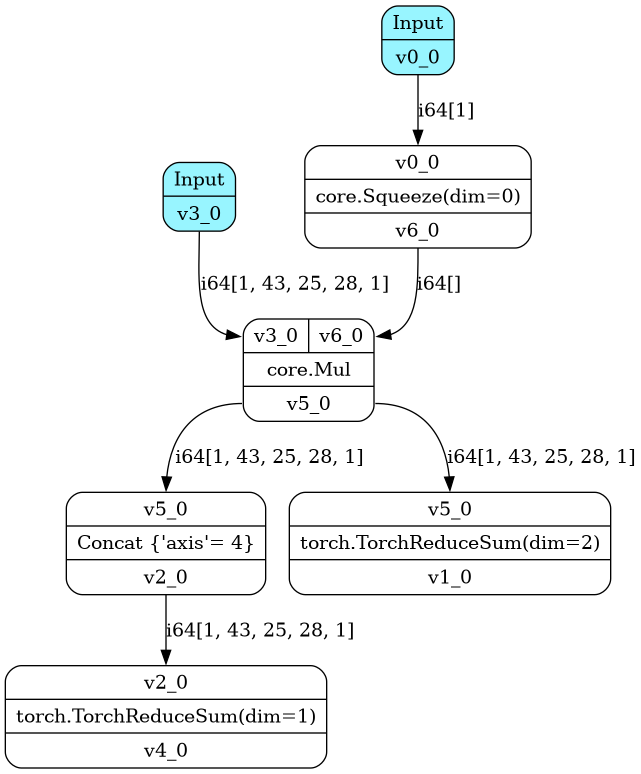 Input
v0_0
i64[1]
v0_0
core.Squeeze(dim=0)
v6_0
Input
v3_0
i64[1, 43, 25, 28, 1]
i64[]
v3_0 v6_0
core.Mul
v5_0
i64[1, 43, 25, 28, 1]
i64[1, 43, 25, 28, 1]
v5_0
Concat {'axis'= 4}
v2_0
v5_0
torch.TorchReduceSum(dim=2)
v1_0
i64[1, 43, 25, 28, 1]
v2_0
torch.TorchReduceSum(dim=1)
v4_0